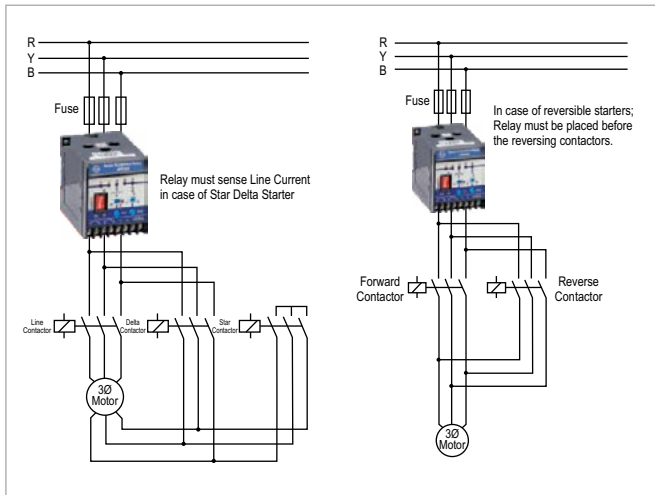 R
Y
B
Fuse
Relay must sense Line Current
in case of Star Delta Starter
Line
Contactor
Delta
Contactor
Star
Contactor
3Ø
Motor
R
Y
B
Fuse
In case of reversible starters;
Relay must be placed before
the reversing contactors.
Forward
Contactor
Reverse
Contactor
3Ø
Motor